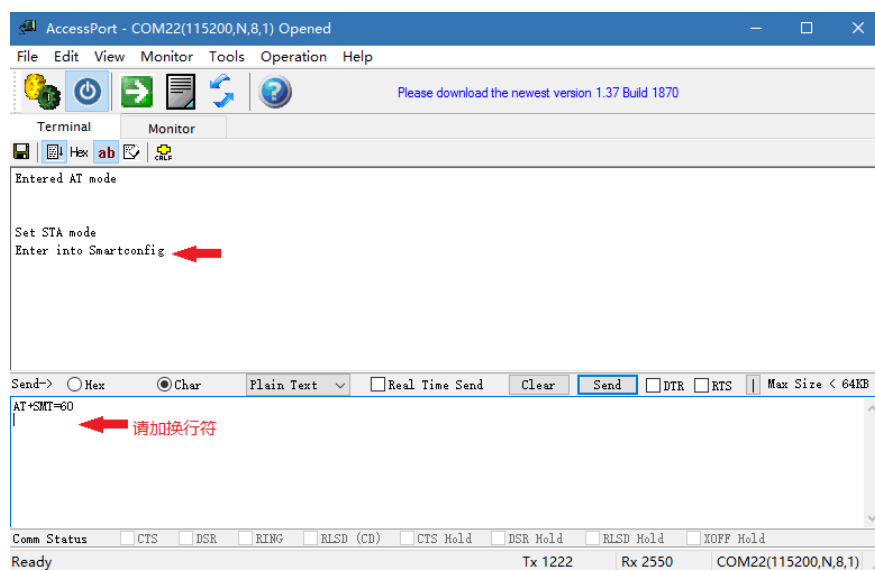 AccessPort - COM22(115200,N,8,1) Opened
File Edit View Monitor Tools Operation Help
Please download the newest version 1.37 Build 1870
Terminal Monitor
Hex ab CRLF
Entered AT mode
Set STA mode
Enter into Smartconfig
Send-> Hex Char Plain Text Real Time Send Clear Send DTR RTS | Max Size < 64KB
AT+SMT=60
请加换行符
Comm Status CTS DSR RING RLSD (CD) CTS Hold DSR Hold RLSD Hold XOFF Hold
Ready Tx 1222 Rx 2550 COM22(115200,N,8,1)